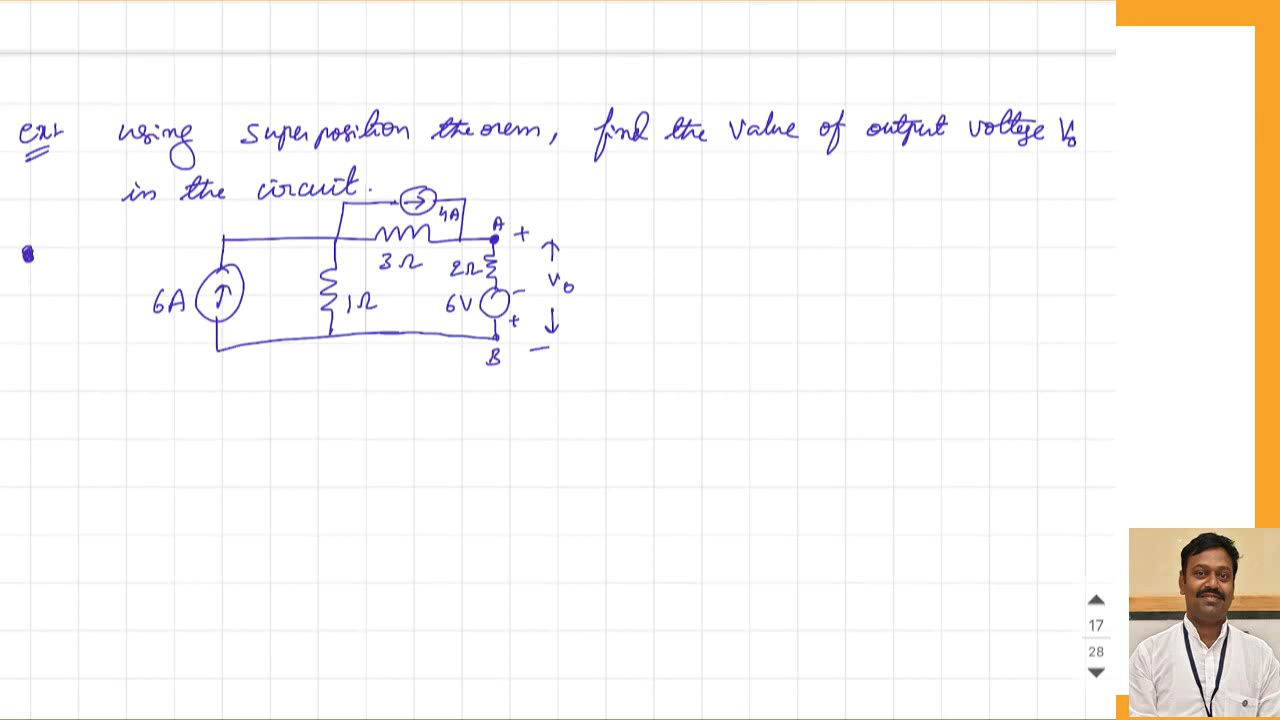 ex:- using superposition theorem, find the value of output voltage V₀
in the circuit.
4A
A +
3Ω
2Ω
V₀
6A
1Ω
6V
-
+
B
-
17
28